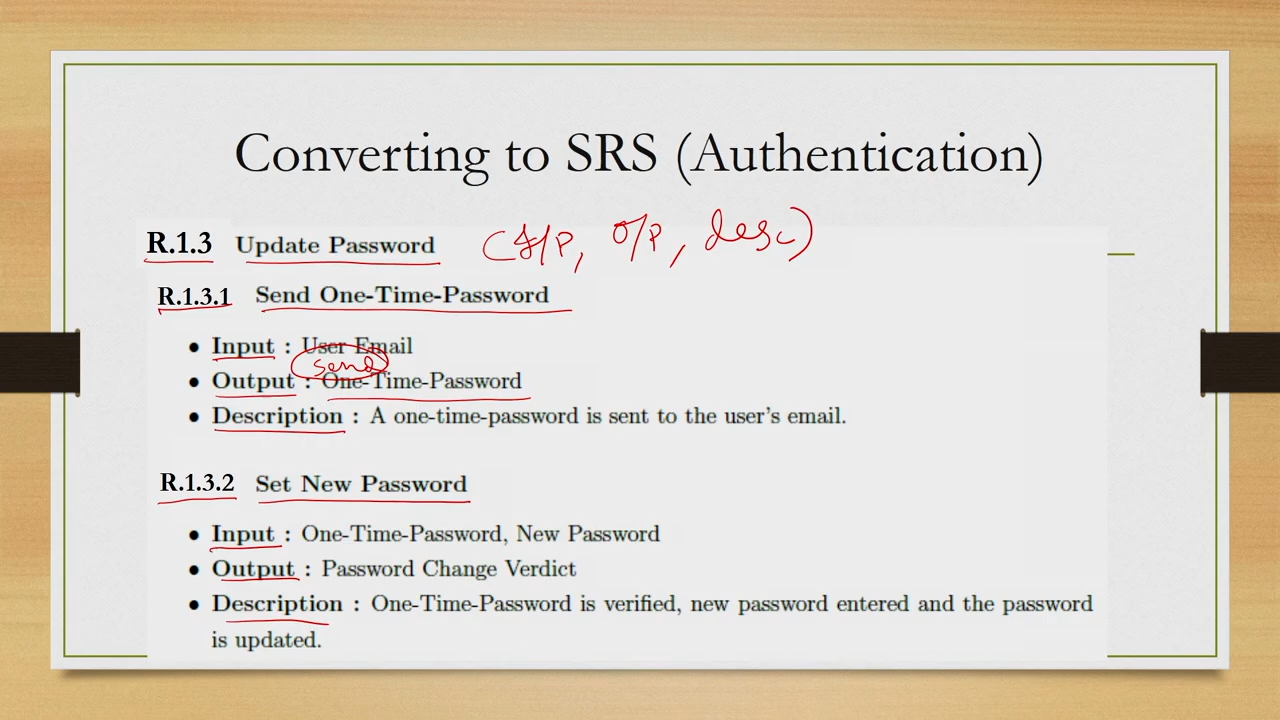 Converting to SRS (Authentication)
R.1.3 Update Password (I/P, O/P, desc)
R.1.3.1 Send One-Time-Password
• Input : User Email
send
• Output : One-Time-Password
• Description : A one-time-password is sent to the user's email.
R.1.3.2 Set New Password
• Input : One-Time-Password, New Password
• Output : Password Change Verdict
• Description : One-Time-Password is verified, new password entered and the password
is updated.